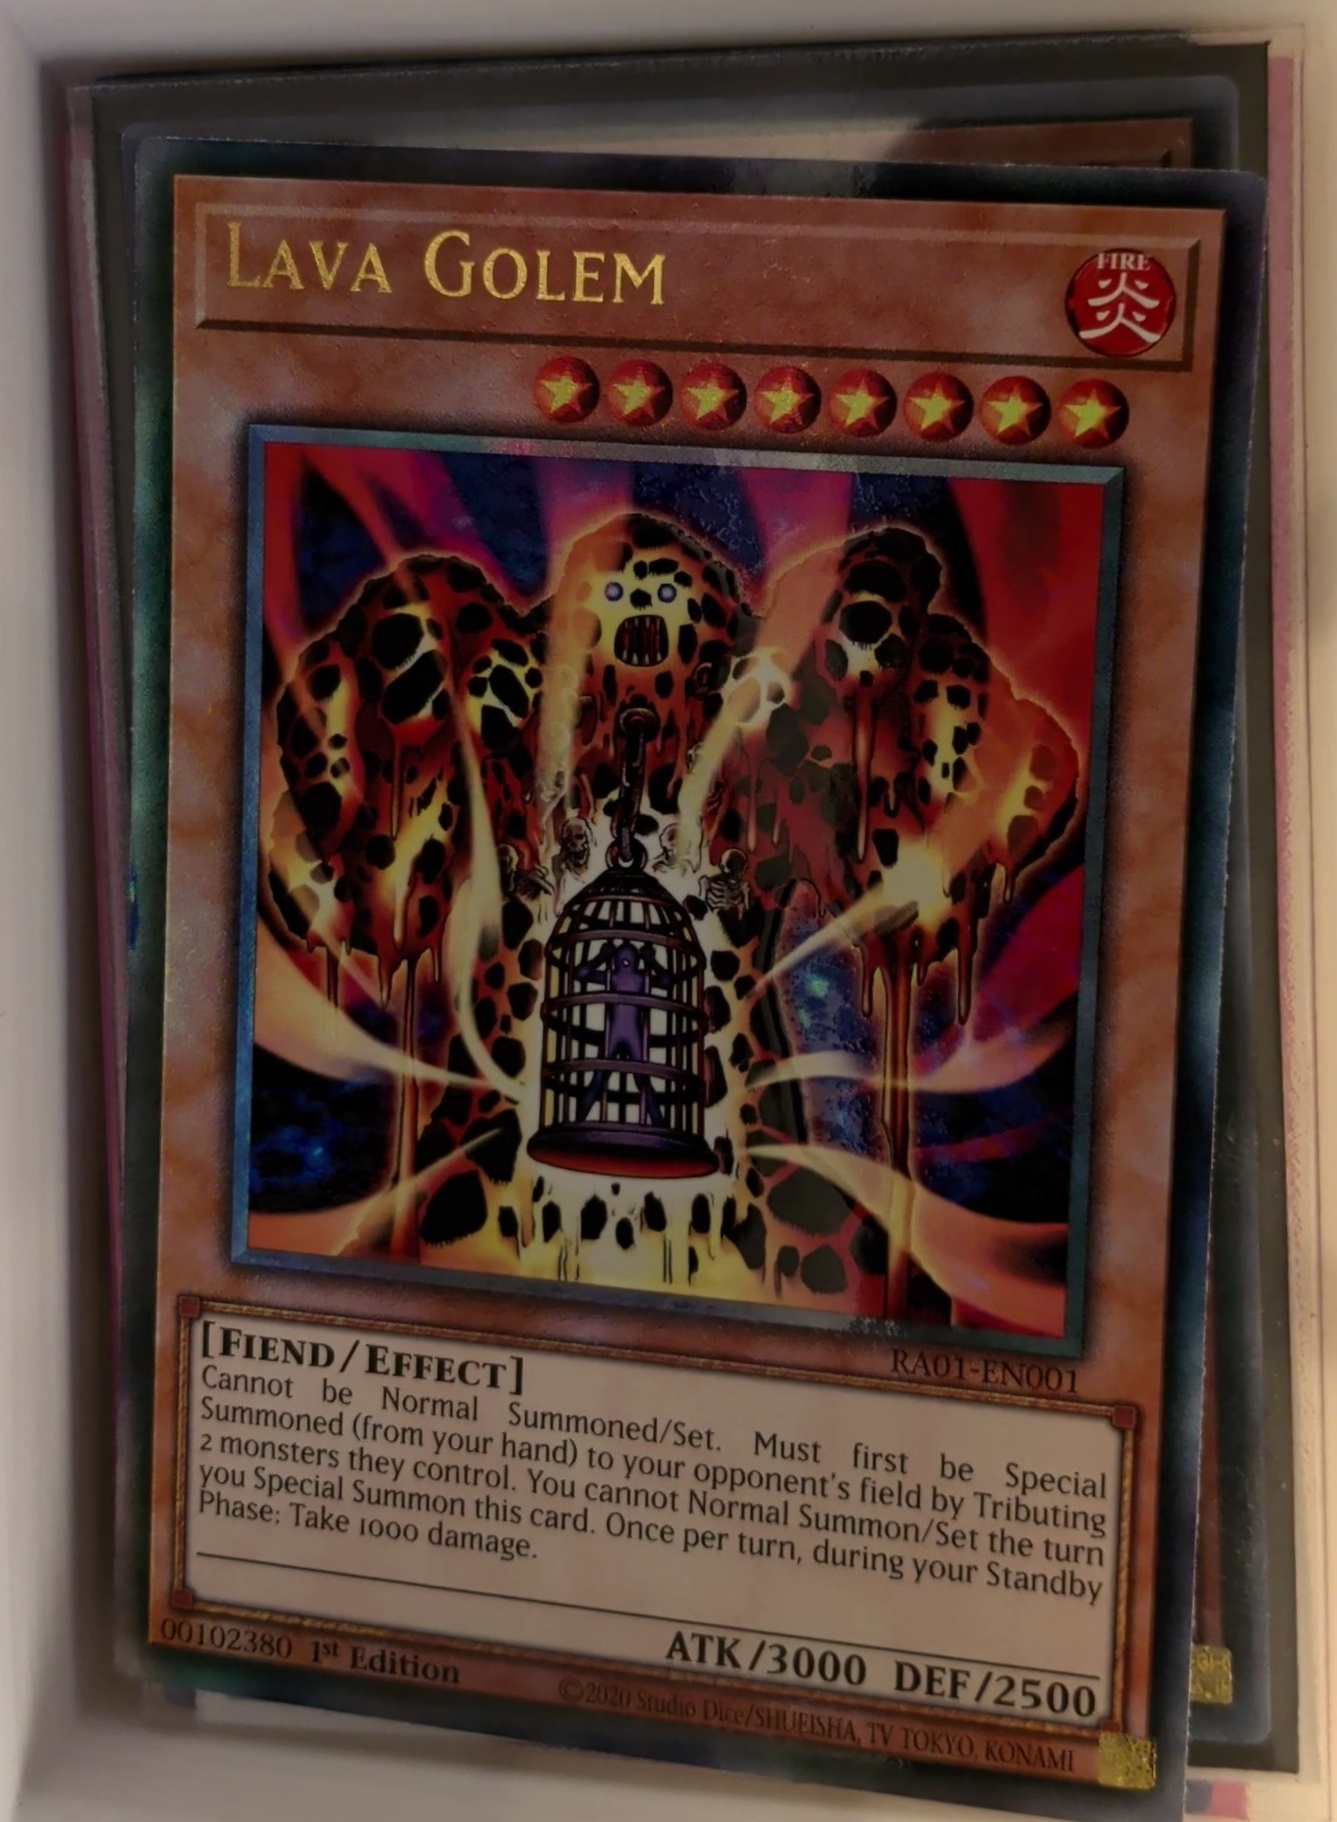 LAVA GOLEM
FIRE
炎
[FIEND/EFFECT]
RA01-EN001
Cannot be Normal Summoned/Set. Must first be Special
Summoned (from your hand) to your opponent's field by Tributing
2 monsters they control. You cannot Normal Summon/Set the turn
you Special Summon this card. Once per turn, during your Standby
Phase: Take 1000 damage.
ATK/3000 DEF/2500
00102380 1st Edition
©2020 Studio Dice/SHUEISHA, TV TOKYO, KONAMI